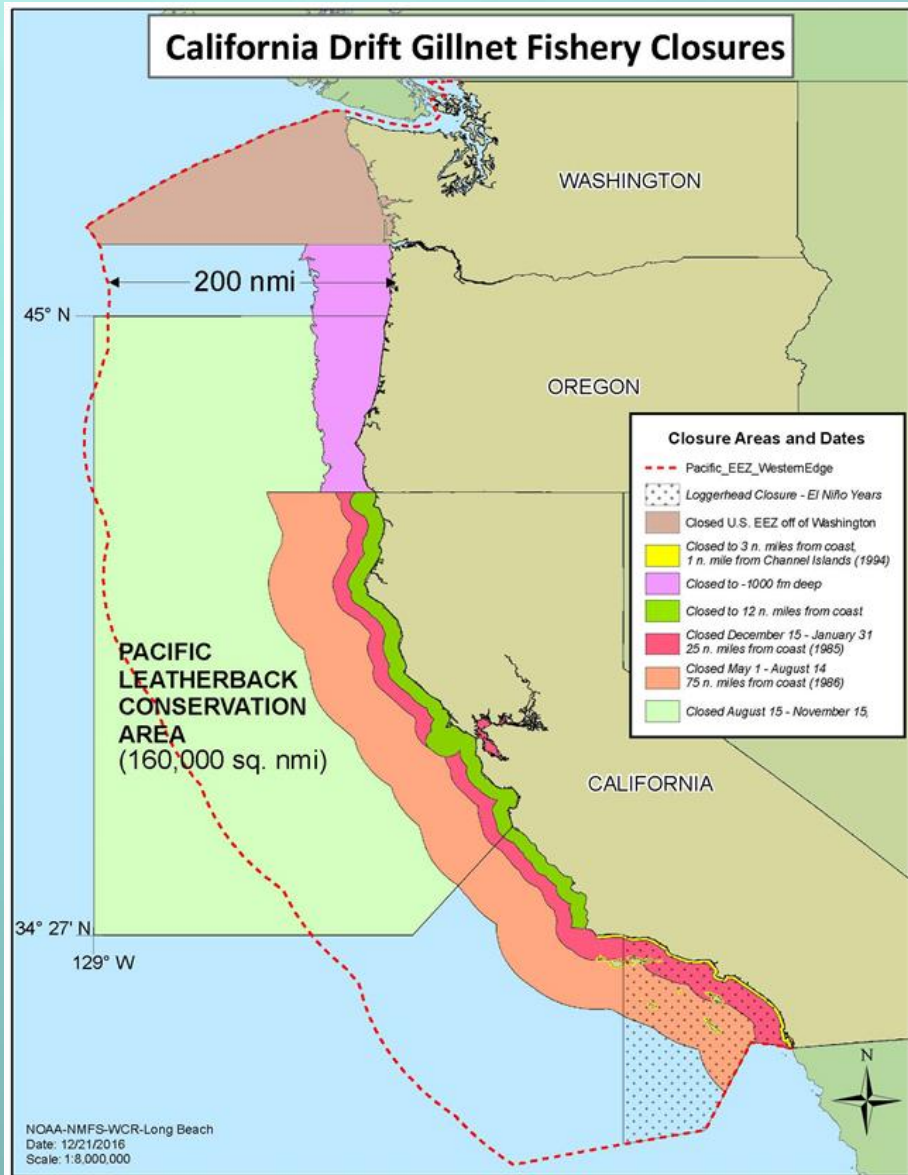 California Drift Gillnet Fishery Closures
WASHINGTON
200 nmi
45° N
OREGON
Closure Areas and Dates
Pacific_EEZ_WesternEdge
Loggerhead Closure - El Niño Years
Closed U.S. EEZ off of Washington
Closed to 3 n. miles from coast,
1 n. mile from Channel Islands (1994)
Closed to -1000 fm deep
Closed to 12 n. miles from coast
Closed December 15 - January 31
25 n. miles from coast (1985)
Closed May 1 - August 14
75 n. miles from coast (1986)
Closed August 15 - November 15,
PACIFIC
LEATHERBACK
CONSERVATION
AREA
(160,000 sq. nmi)
CALIFORNIA
34° 27' N
129° W
N
NOAA-NMFS-WCR-Long Beach
Date: 12/21/2016
Scale: 1:8,000,000